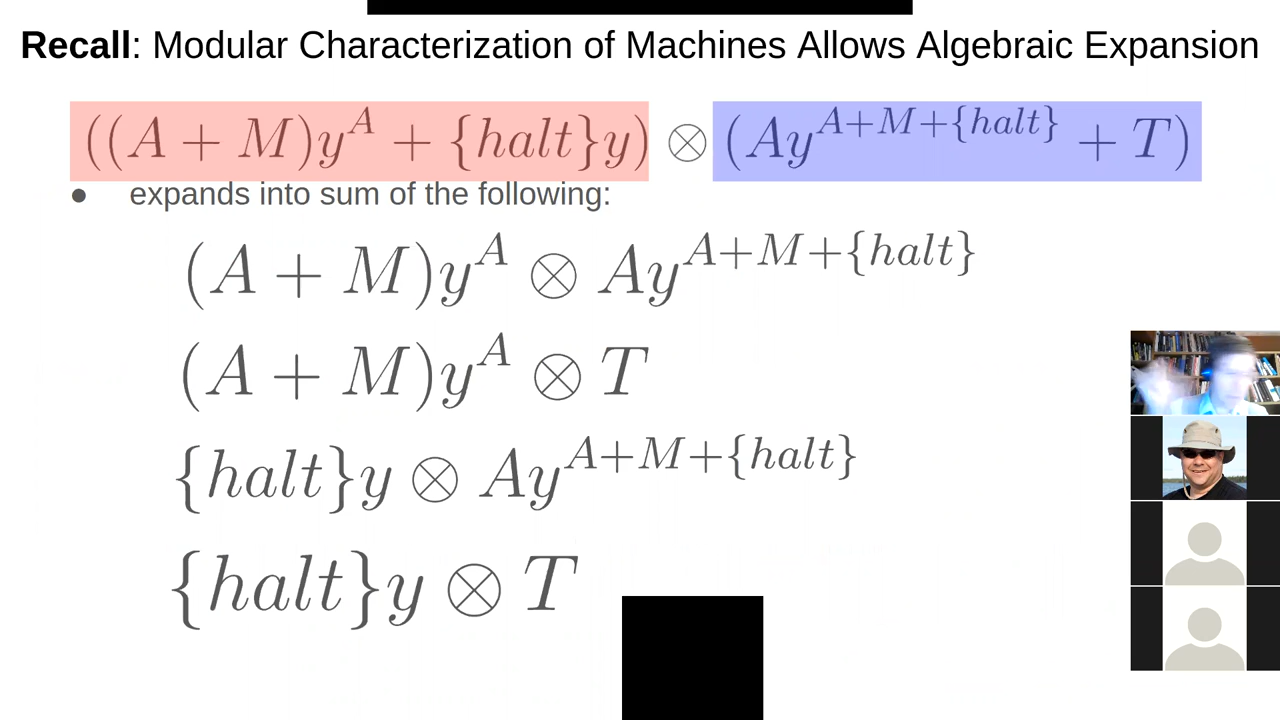 Recall: Modular Characterization of Machines Allows Algebraic Expansion
((A + M)y^A + {halt}y) ⊗ (Ay^{A+M+{halt}} + T)
● expands into sum of the following:
(A + M)y^A ⊗ Ay^{A+M+{halt}}
(A + M)y^A ⊗ T
{halt}y ⊗ Ay^{A+M+{halt}}
{halt}y ⊗ T